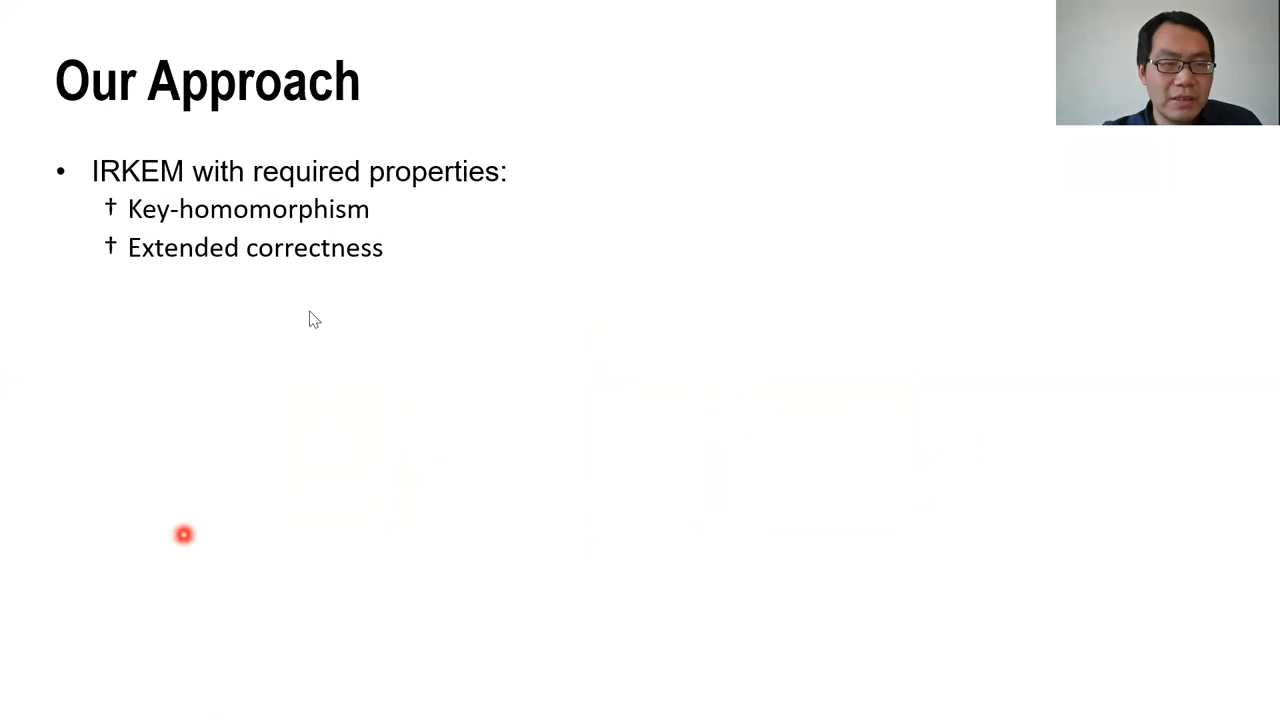 Our Approach
• IRKEM with required properties:
† Key-homomorphism
† Extended correctness